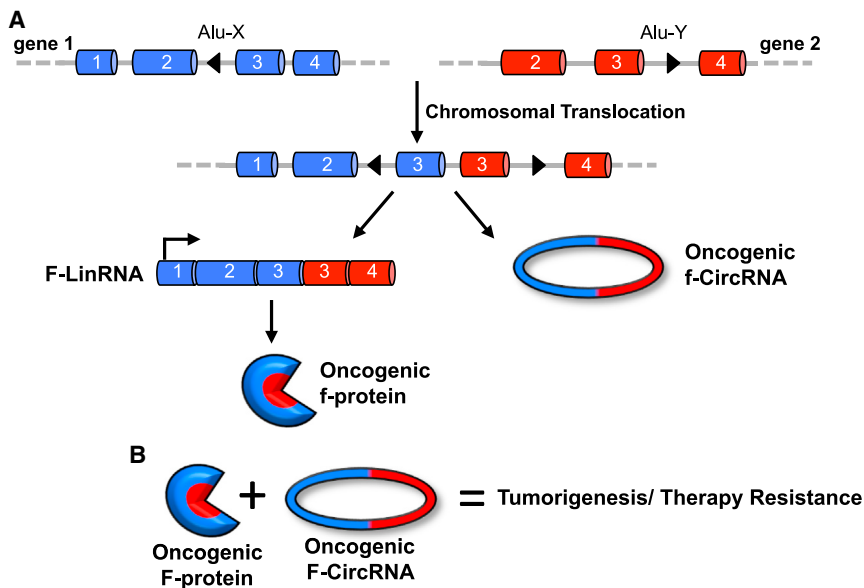 A
gene 1
Alu-X
Alu-Y
gene 2
1 2 3 4
2 3 4
Chromosomal Translocation
1 2 3 3 4
F-LinRNA
1 2 3 3 4
Oncogenic
f-CircRNA
Oncogenic
f-protein
B
+
= Tumorigenesis/ Therapy Resistance
Oncogenic
F-protein
Oncogenic
F-CircRNA